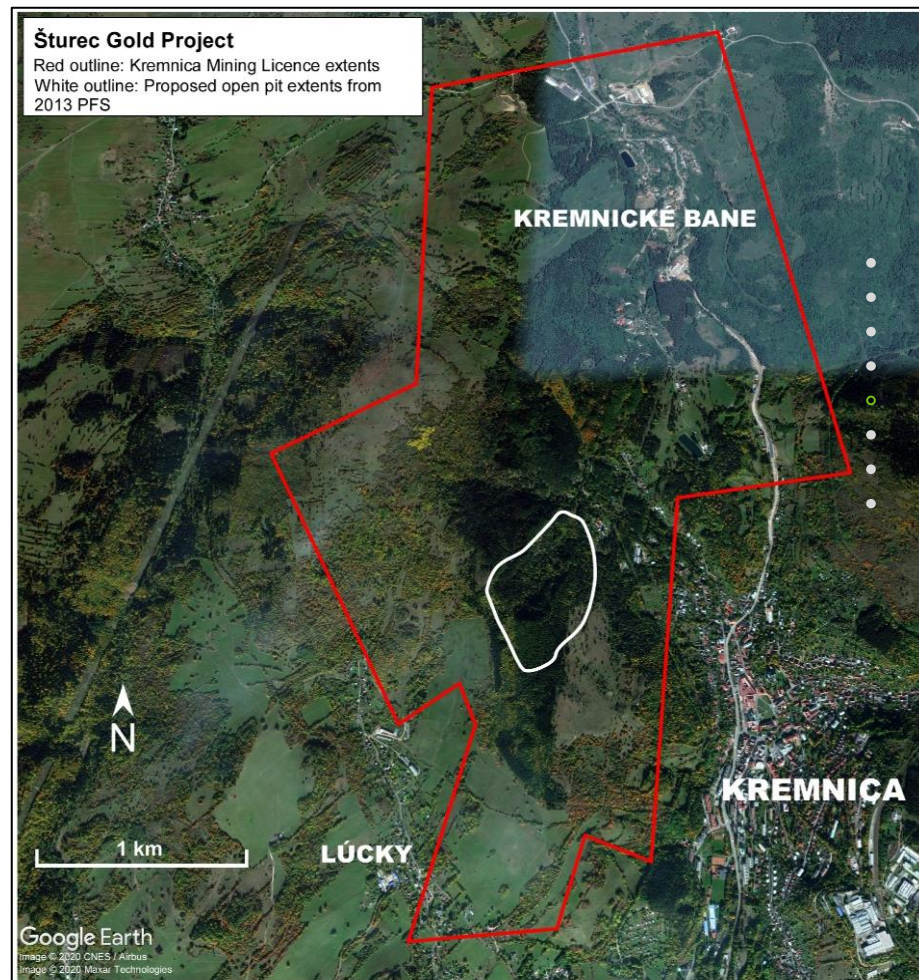 Šturec Gold Project
Red outline: Kremnica Mining Licence extents
White outline: Proposed open pit extents from
2013 PFS
KREMNICKÉ BANE
N
KREMNICA
1 km
LÚCKY
Google Earth
Image © 2020 CNES / Airbus
Image © 2020 Maxar Technologies